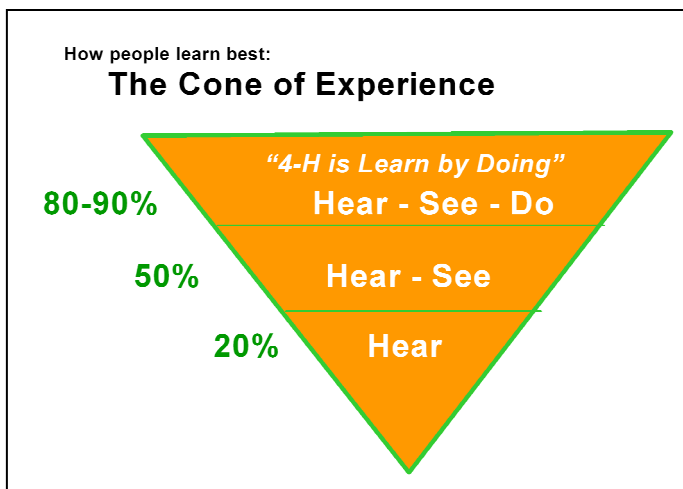 How people learn best:
The Cone of Experience
“4-H is Learn by Doing”
80-90% Hear - See - Do
50% Hear - See
20% Hear